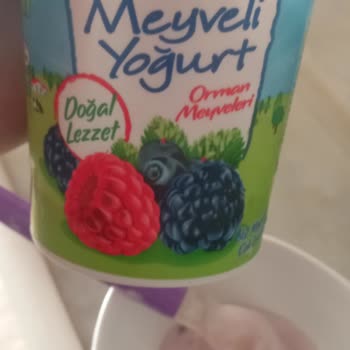 Meyveli
Yoğurt
Orman
Meyveleri
Doğal
Lezzet